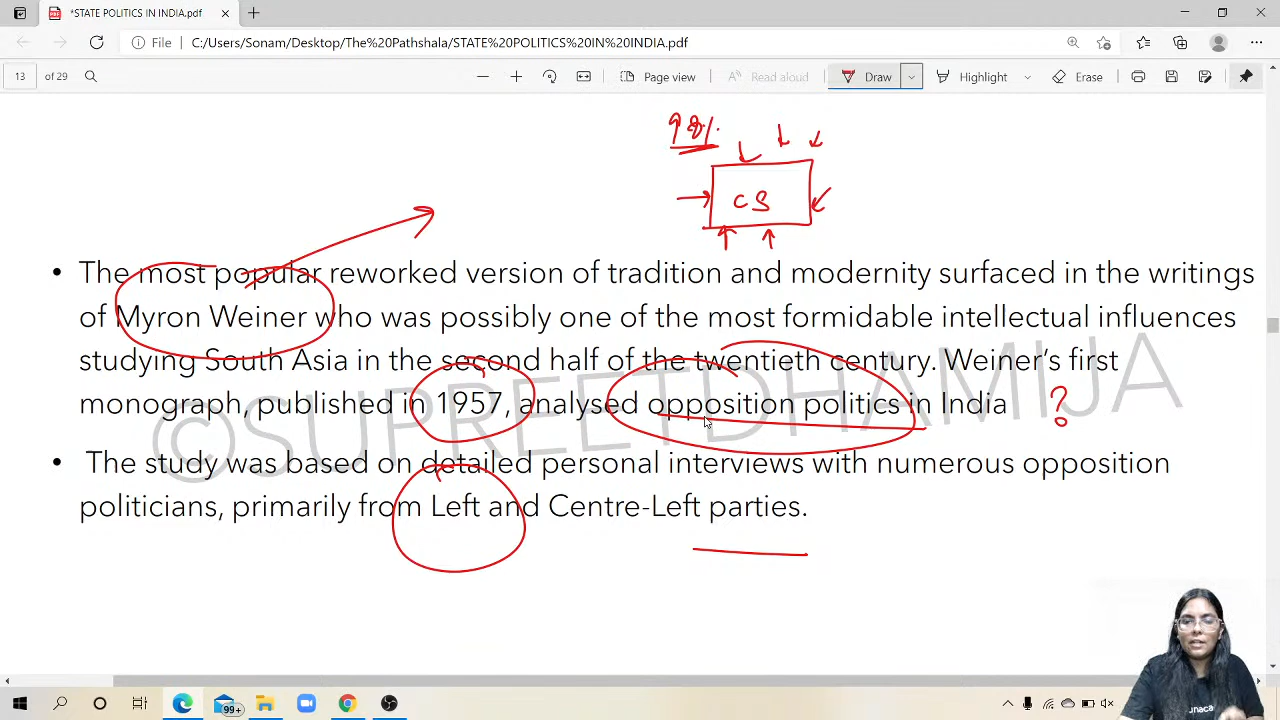 *STATE POLITICS IN INDIA.pdf
File C:/Users/Sonam/Desktop/The%20Pathshala/STATE%20POLITICS%20IN%20INDIA.pdf
13 of 29 Page view Read aloud Draw Highlight Erase
CS
• The most popular reworked version of tradition and modernity surfaced in the writings
of Myron Weiner who was possibly one of the most formidable intellectual influences
studying South Asia in the second half of the twentieth century. Weiner’s first
monograph, published in 1957, analysed opposition politics in India ?
©SUPREETDHAMIJA
• The study was based on detailed personal interviews with numerous opposition
politicians, primarily from Left and Centre-Left parties.
99+